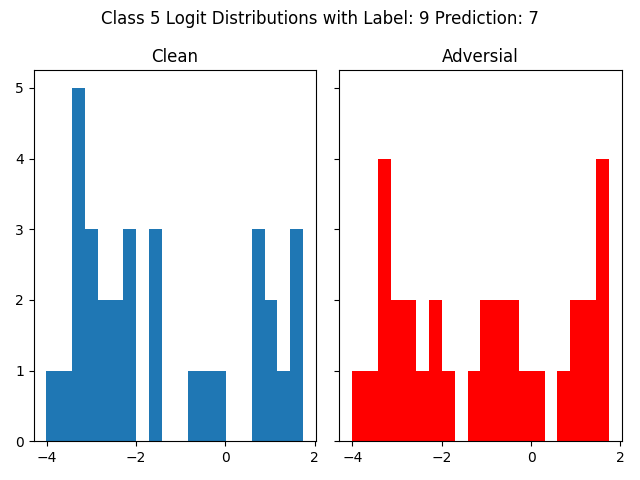 Class 5 Logit Distributions with Label: 9 Prediction: 7
Clean
Adversial
5
4
3
2
1
0
−4 −2 0 2
−4 −2 0 2